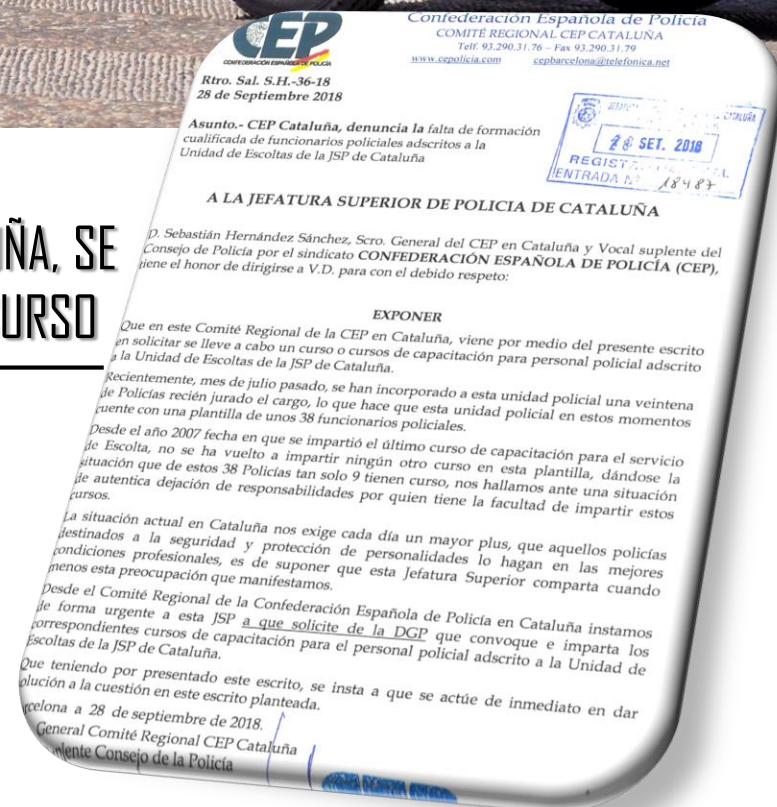 CEP
CONFEDERACIÓN ESPAÑOLA DE POLICÍA
Confederación Española de Policía
COMITÉ REGIONAL CEP CATALUÑA
Telf. 93.290.31.76 – Fax 93.290.31.79
www.cepolicia.com cepbarcelona@telefonica.net
Rtro. Sal. S.H.-36-18
28 de Septiembre 2018
Asunto.- CEP Cataluña, denuncia la falta de formación
cualificada de funcionarios policiales adscritos a la
Unidad de Escoltas de la JSP de Cataluña
28 SET. 2018
ENTRADA Nº 18487
A LA JEFATURA SUPERIOR DE POLICIA DE CATALUÑA
D. Sebastián Hernández Sánchez, Scro. General del CEP en Cataluña y Vocal suplente del
Consejo de Policía por el sindicato CONFEDERACIÓN ESPAÑOLA DE POLICÍA (CEP),
iene el honor de dirigirse a V.D. para con el debido respeto:
EXPONER
Que en este Comité Regional de la CEP en Cataluña, viene por medio del presente escrito
en solicitar se lleve a cabo un curso o cursos de capacitación para personal policial adscrito
a la Unidad de Escoltas de la JSP de Cataluña.
Recientemente, mes de julio pasado, se han incorporado a esta unidad policial una veintena
de Policías recién jurado el cargo, lo que hace que esta unidad policial en estos momentos
cuente con una plantilla de unos 38 funcionarios policiales.
Desde el año 2007 fecha en que se impartió el último curso de capacitación para el servicio
de Escolta, no se ha vuelto a impartir ningún otro curso en esta plantilla, dándose la
situación que de estos 38 Policías tan solo 9 tienen curso, nos hallamos ante una situación
de autentica dejación de responsabilidades por quien tiene la facultad de impartir estos
cursos.
La situación actual en Cataluña nos exige cada día un mayor plus, que aquellos policías
destinados a la seguridad y protección de personalidades lo hagan en las mejores
condiciones profesionales, es de suponer que esta Jefatura Superior comparta cuando
menos esta preocupación que manifestamos.
Desde el Comité Regional de la Confederación Española de Policía en Cataluña instamos
de forma urgente a esta JSP a que solicite de la DGP que convoque e imparta los
correspondientes cursos de capacitación para el personal policial adscrito a la Unidad de
Escoltas de la JSP de Cataluña.
Que teniendo por presentado este escrito, se insta a que se actúe de inmediato en dar
olución a la cuestión en este escrito planteada.
rcelona a 28 de septiembre de 2018.
General Comité Regional CEP Cataluña
plente Consejo de la Policía
UÑA, SE
URSO